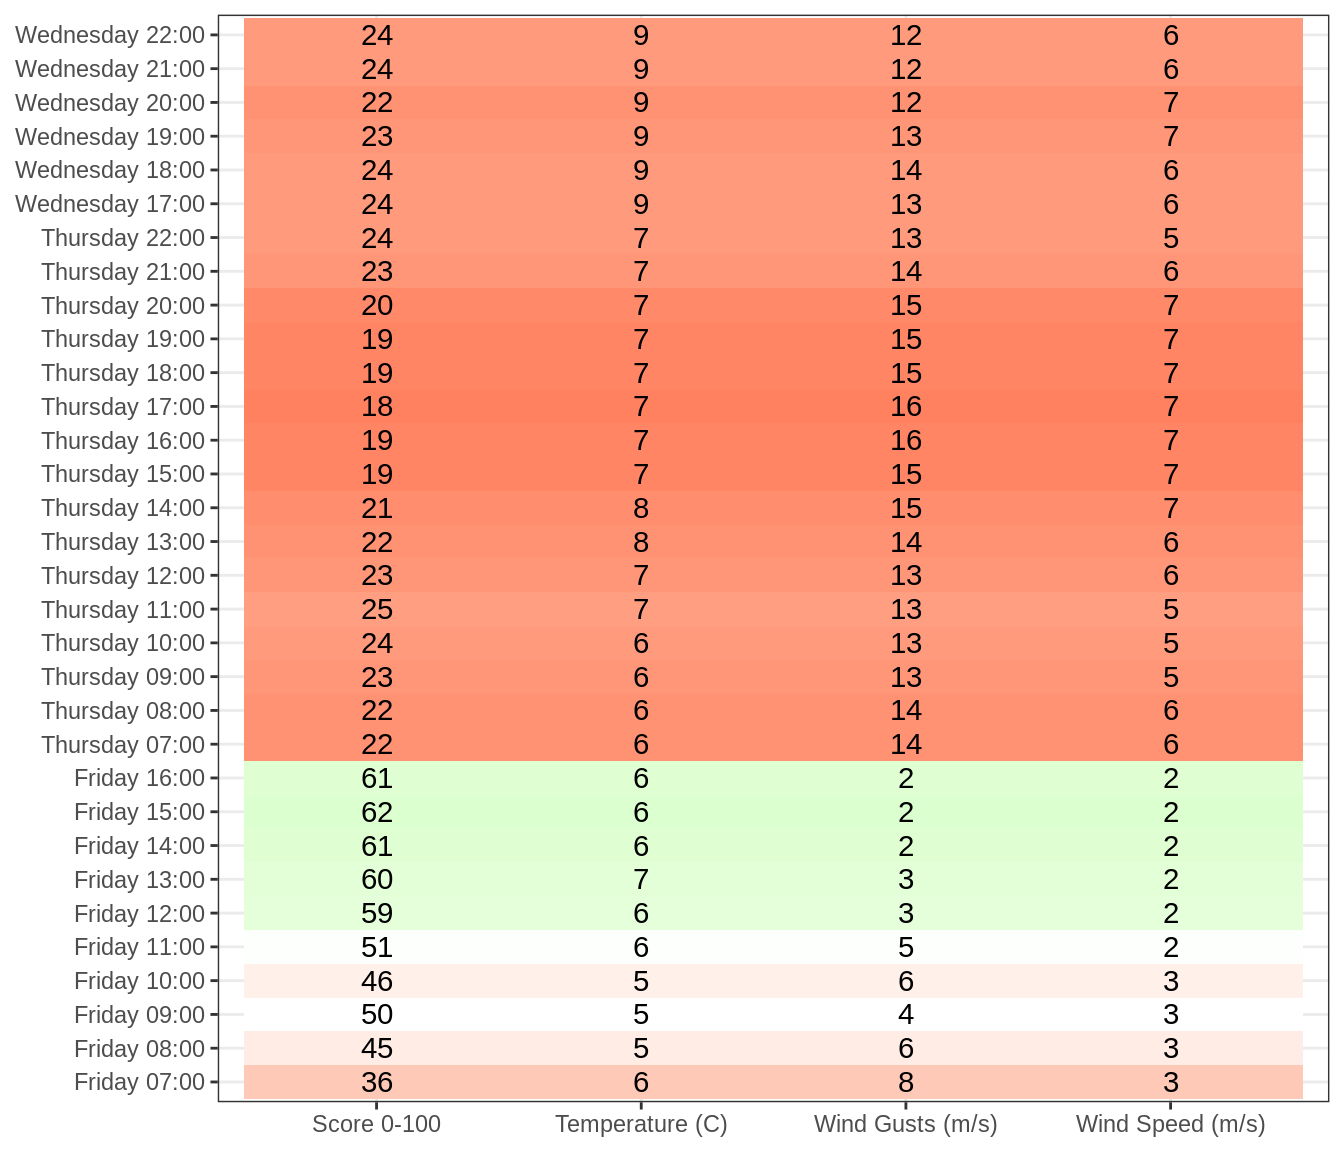 Wednesday 22:00 24 9 12 6
Wednesday 21:00 24 9 12 6
Wednesday 20:00 22 9 12 7
Wednesday 19:00 23 9 13 7
Wednesday 18:00 24 9 14 6
Wednesday 17:00 24 9 13 6
Thursday 22:00 24 7 13 5
Thursday 21:00 23 7 14 6
Thursday 20:00 20 7 15 7
Thursday 19:00 19 7 15 7
Thursday 18:00 19 7 15 7
Thursday 17:00 18 7 16 7
Thursday 16:00 19 7 16 7
Thursday 15:00 19 7 15 7
Thursday 14:00 21 8 15 7
Thursday 13:00 22 8 14 6
Thursday 12:00 23 7 13 6
Thursday 11:00 25 7 13 5
Thursday 10:00 24 6 13 5
Thursday 09:00 23 6 13 5
Thursday 08:00 22 6 14 6
Thursday 07:00 22 6 14 6
Friday 16:00 61 6 2 2
Friday 15:00 62 6 2 2
Friday 14:00 61 6 2 2
Friday 13:00 60 7 3 2
Friday 12:00 59 6 3 2
Friday 11:00 51 6 5 2
Friday 10:00 46 5 6 3
Friday 09:00 50 5 4 3
Friday 08:00 45 5 6 3
Friday 07:00 36 6 8 3
Score 0-100 Temperature (C) Wind Gusts (m/s) Wind Speed (m/s)